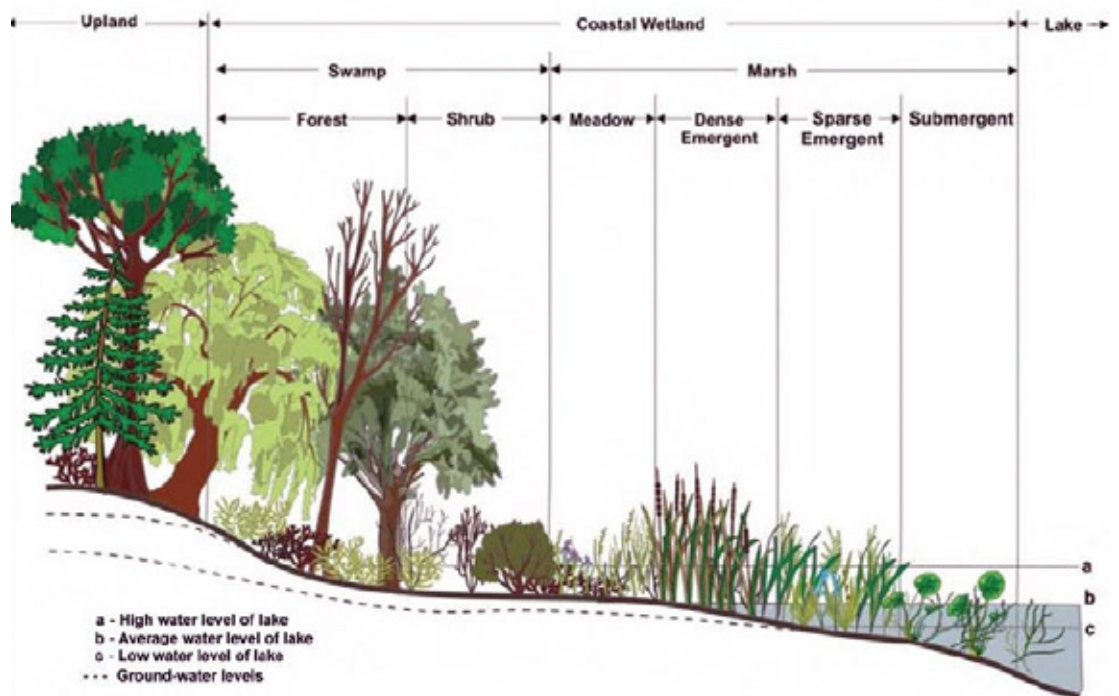 Upland
Coastal Wetland
Lake
Swamp
Marsh
Forest
Shrub
Meadow
Dense
Emergent
Sparse
Emergent
Submergent
a
b
c
a - High water level of lake
b - Average water level of lake
c - Low water level of lake
--- Ground-water levels